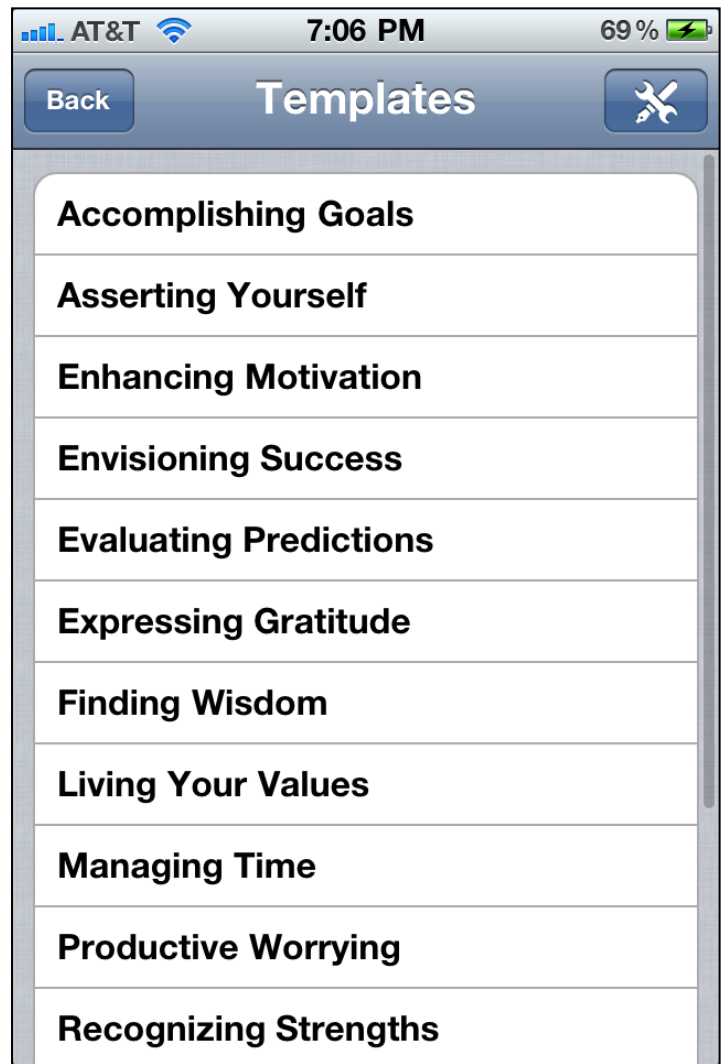 AT&T 7:06 PM 69%
Back Templates
Accomplishing Goals
Asserting Yourself
Enhancing Motivation
Envisioning Success
Evaluating Predictions
Expressing Gratitude
Finding Wisdom
Living Your Values
Managing Time
Productive Worrying
Recognizing Strengths